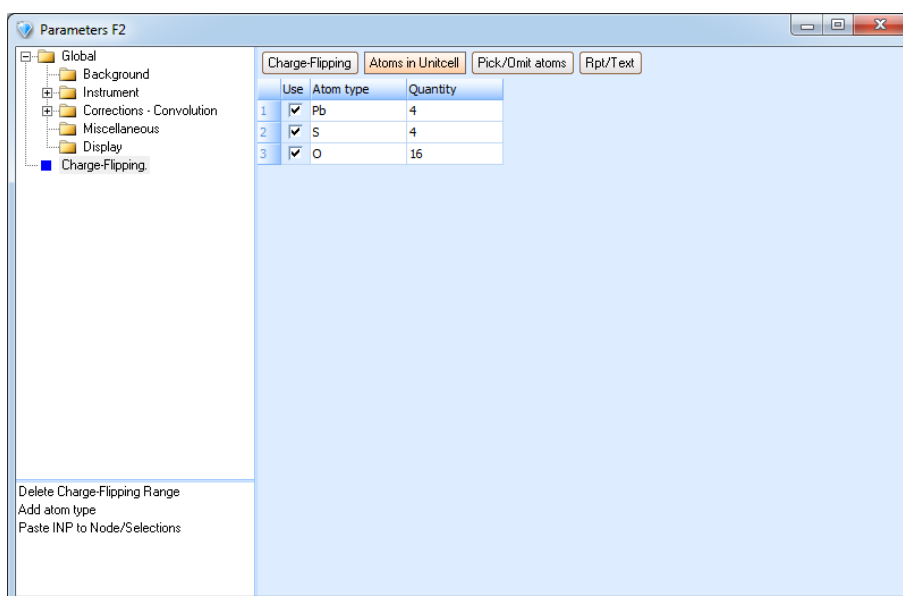 Parameters F2
Global
Background
Instrument
Corrections - Convolution
Miscellaneous
Display
Charge-Flipping.
Charge-Flipping Atoms in Unitcell Pick/Omit atoms Rpt/Text
Use Atom type Quantity
1 Pb 4
2 S 4
3 O 16
Delete Charge-Flipping Range
Add atom type
Paste INP to Node/Selections